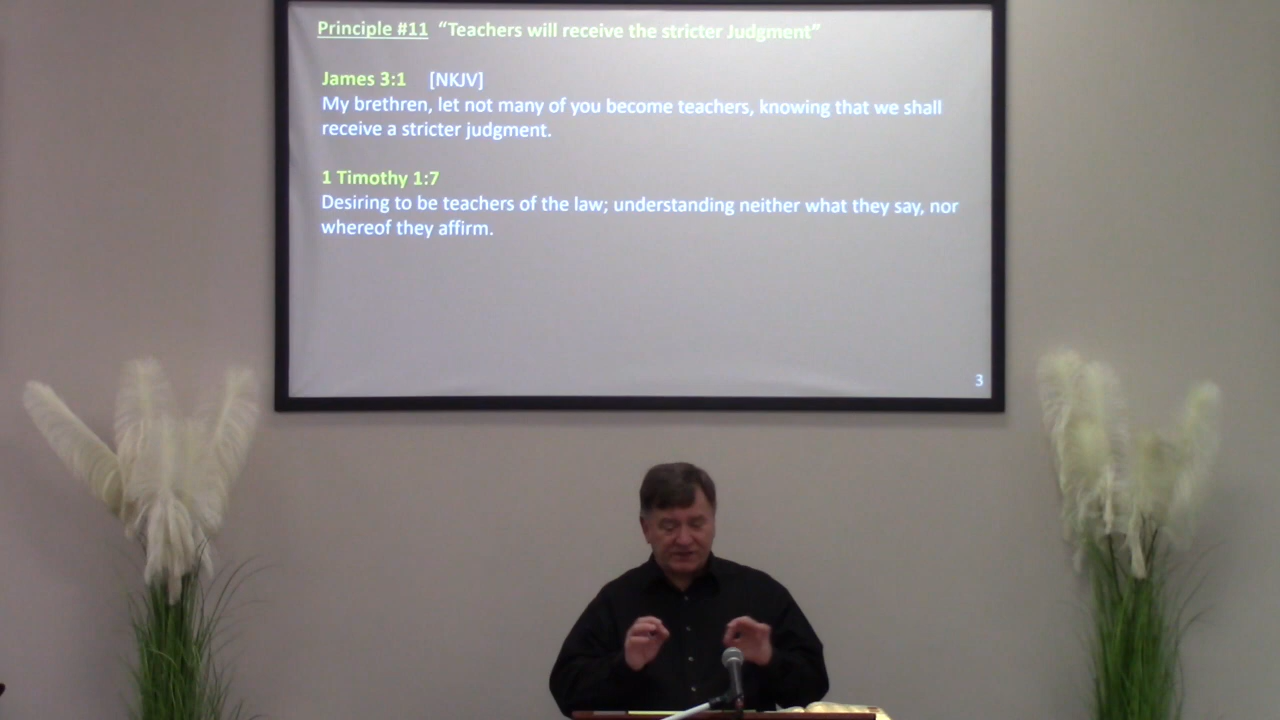 Principle #11 “Teachers will receive the stricter Judgment”
James 3:1 [NKJV]
My brethren, let not many of you become teachers, knowing that we shall
receive a stricter judgment.
1 Timothy 1:7
Desiring to be teachers of the law; understanding neither what they say, nor
whereof they affirm.
3